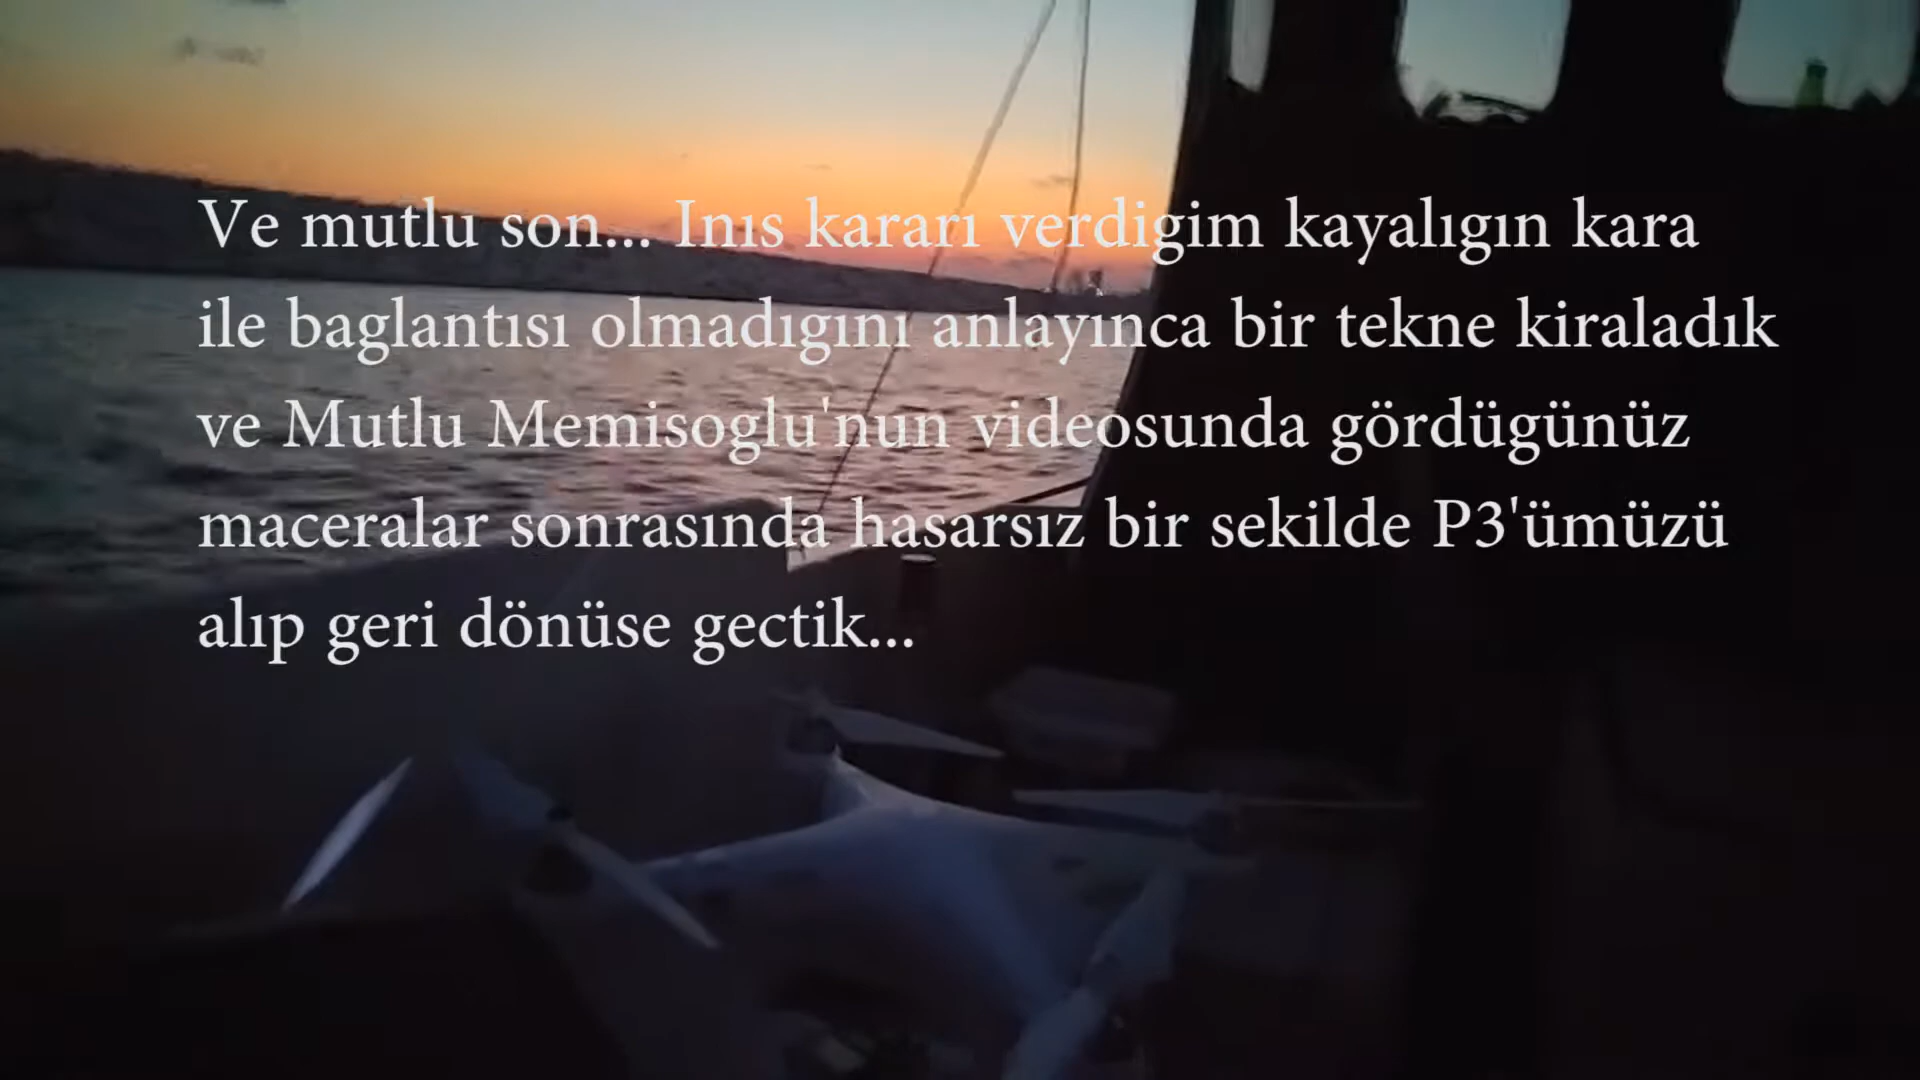 Ve mutlu son... Inıs kararı verdigim kayalıgın kara
ile baglantısı olmadıgını anlayınca bir tekne kiraladık
ve Mutlu Memisoglu'nun videosunda gördügünüz
maceralar sonrasında hasarsız bir sekilde P3'ümüzü
alıp geri dönüse gectik...